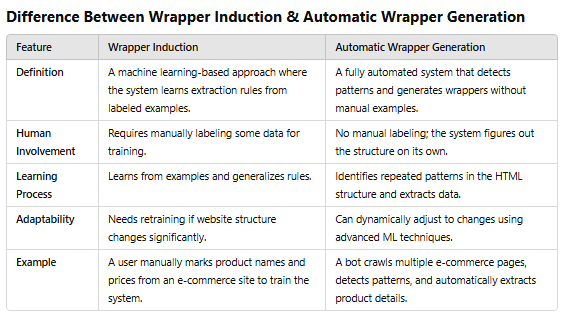 Difference Between Wrapper Induction & Automatic Wrapper Generation
Feature Wrapper Induction Automatic Wrapper Generation
Definition A machine learning-based approach where A fully automated system that detects
the system learns extraction rules from patterns and generates wrappers without
labeled examples. manual examples.
Human Requires manually labeling some data for No manual labeling; the system figures out
Involvement training. the structure on its own.
Learning Learns from examples and generalizes rules. Identifies repeated patterns in the HTML
Process structure and extracts data.
Adaptability Needs retraining if website structure Can dynamically adjust to changes using
changes significantly. advanced ML techniques.
Example A user manually marks product names and A bot crawls multiple e-commerce pages,
prices from an e-commerce site to train the detects patterns, and automatically extracts
system. product details.